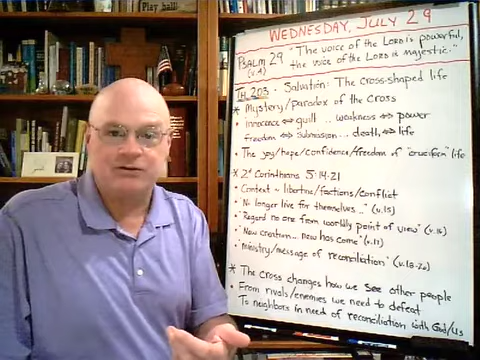 Play ball!
WEDNESDAY, JULY 29
PSALM 29 "The voice of the LORD is powerful,
(v.4) the voice of the LORD is majestic."
TH 203 · Salvation: The cross-shaped life
* Mystery/paradox of the cross
• innocence ⇔ guilt... weakness ⇔ power
freedom ⇔ submission... death ⇔ life
• The joy/hope/confidence/freedom of "cruciform" life
* 2nd Corinthians 5:14-21
• Context ~ libertine/factions/conflict
• "No longer live for themselves.." (v.15)
• "Regard no one from worldly point of view" (v.16)
• "New creation... new has come" (v.17)
• "ministry/message of reconciliation" (v.18-20)
* The cross changes how we see other people
• From rivals/enemies we need to defeat
To neighbors in need of reconciliation with God/us